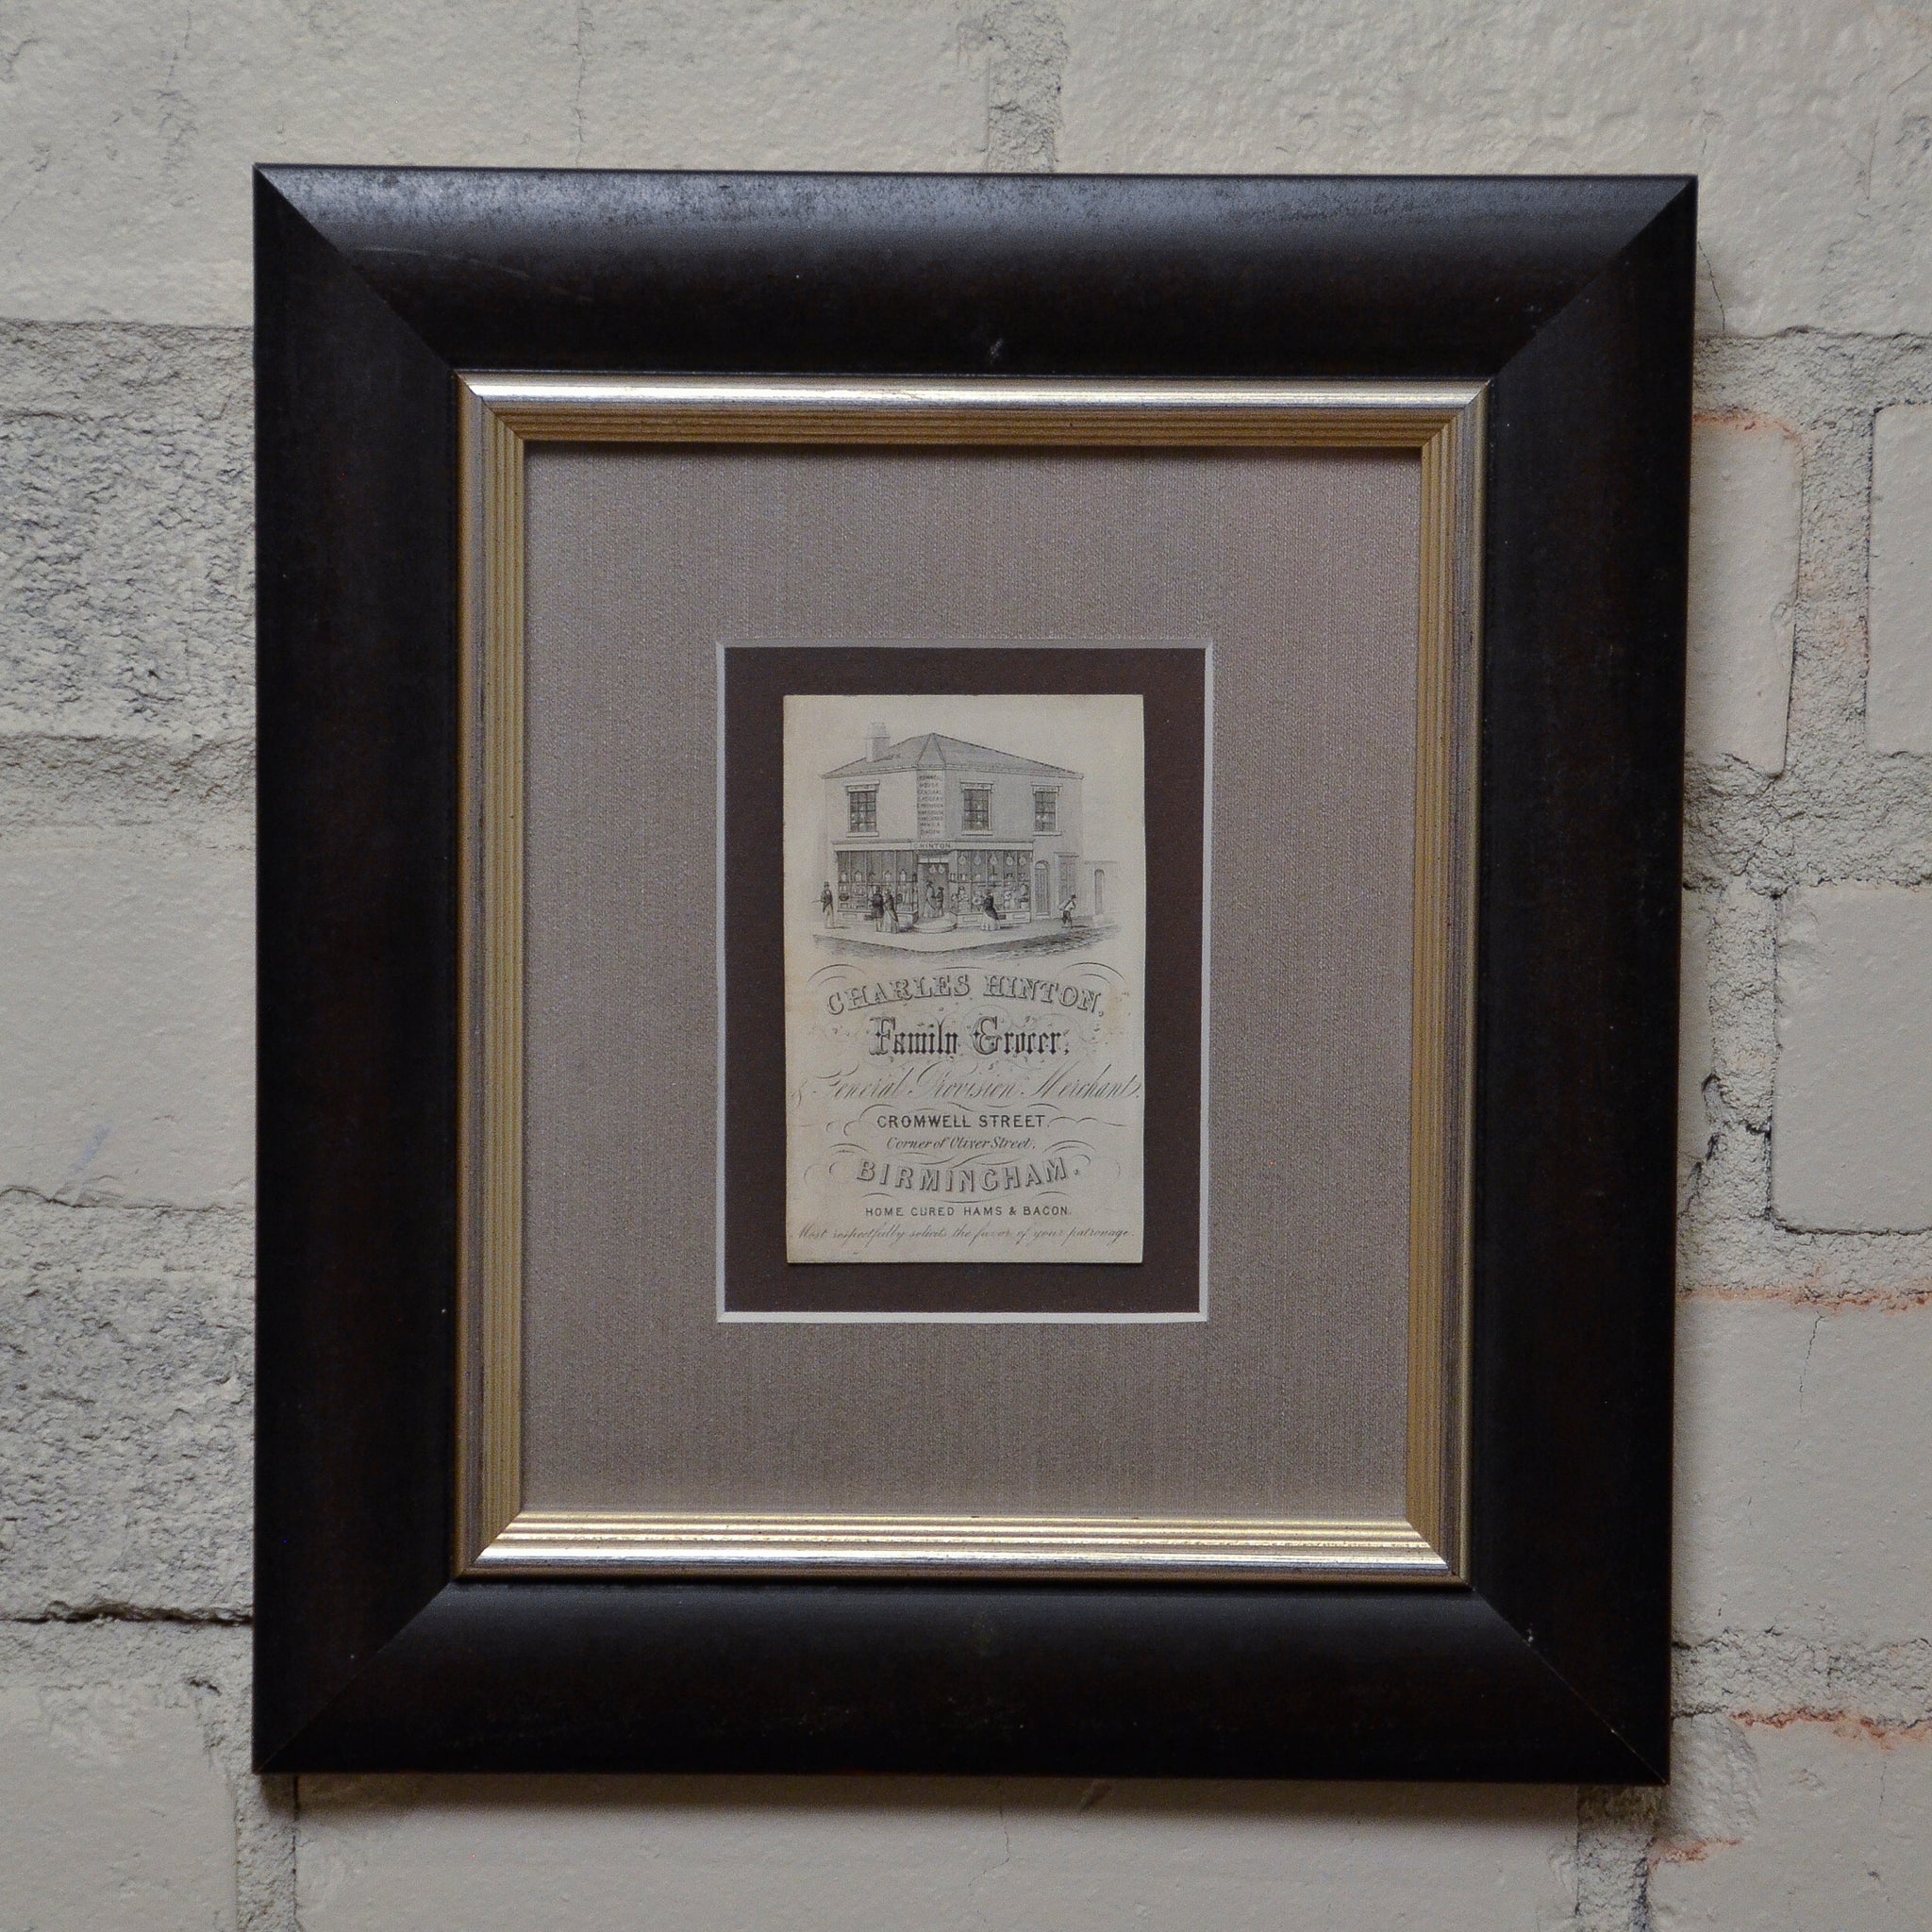 C HINTON
CHARLES HINTON,
Family Grocer,
& General Provision Merchant,
CROMWELL STREET.
Corner of Oliver Street,
BIRMINGHAM.
HOME CURED HAMS & BACON.
Most respectfully solicits the favor of your patronage.